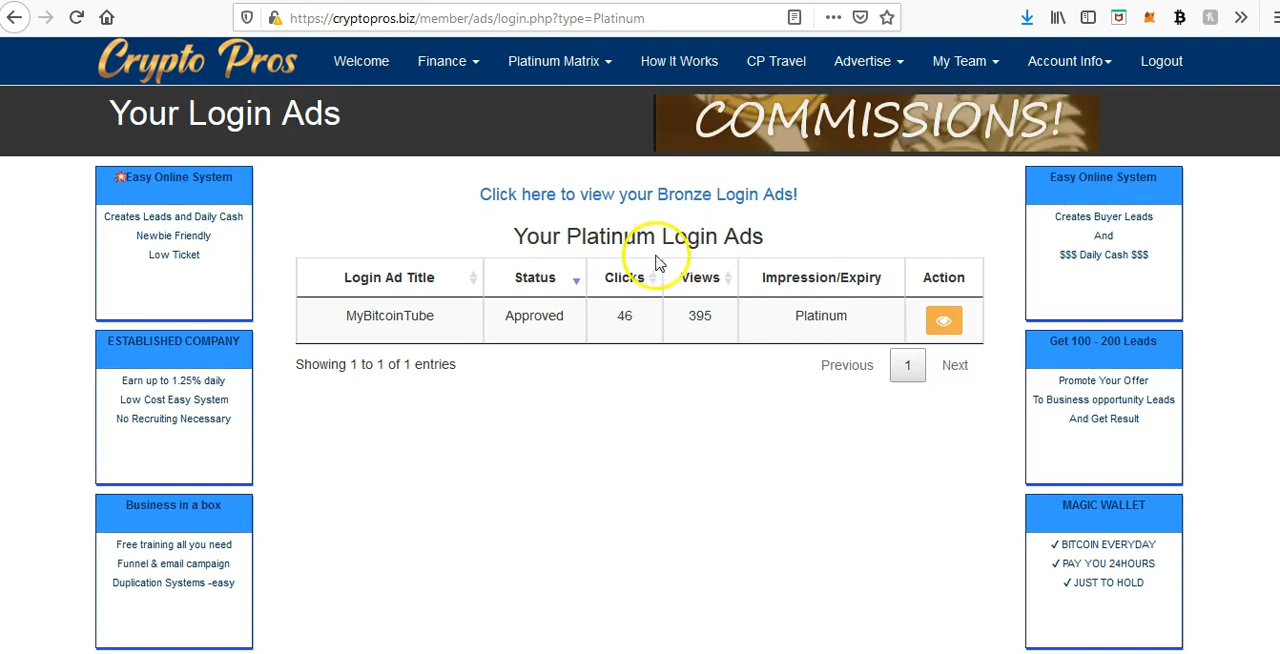 https://cryptopros.biz/member/ads/login.php?type=Platinum
Crypto Pros
Welcome
Finance
Platinum Matrix
How It Works
CP Travel
Advertise
My Team
Account Info
Logout
Your Login Ads
COMMISSIONS!
💥Easy Online System
Creates Leads and Daily Cash
Newbie Friendly
Low Ticket
ESTABLISHED COMPANY
Earn up to 1.25% daily
Low Cost Easy System
No Recruiting Necessary
Business in a box
Free training all you need
Funnel & email campaign
Duplication Systems -easy
Click here to view your Bronze Login Ads!
Your Platinum Login Ads
Login Ad Title Status Clicks Views Impression/Expiry Action
MyBitcoinTube Approved 46 395 Platinum
Showing 1 to 1 of 1 entries
Previous 1 Next
Easy Online System
Creates Buyer Leads
And
$$$ Daily Cash $$$
Get 100 - 200 Leads
Promote Your Offer
To Business opportunity Leads
And Get Result
MAGIC WALLET
✓ BITCOIN EVERYDAY
✓ PAY YOU 24HOURS
✓ JUST TO HOLD